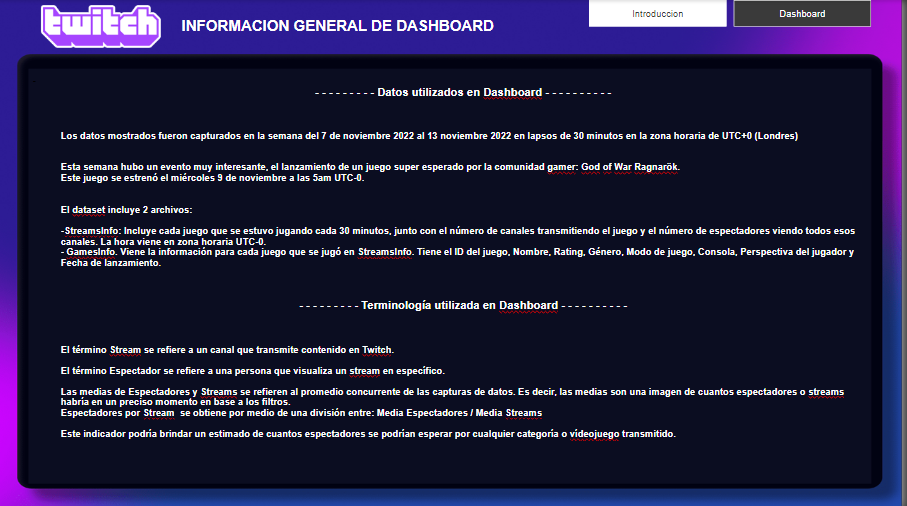 twitch
INFORMACION GENERAL DE DASHBOARD
Introduccion
Dashboard
- - - - - - - - - Datos utilizados en Dashboard - - - - - - - - - -
Los datos mostrados fueron capturados en la semana del 7 de noviembre 2022 al 13 noviembre 2022 en lapsos de 30 minutos en la zona horaria de UTC+0 (Londres)
Esta semana hubo un evento muy interesante, el lanzamiento de un juego super esperado por la comunidad gamer: God of War Ragnarök.
Este juego se estrenó el miércoles 9 de noviembre a las 5am UTC-0.
El dataset incluye 2 archivos:
-StreamsInfo: Incluye cada juego que se estuvo jugando cada 30 minutos, junto con el número de canales transmitiendo el juego y el número de espectadores viendo todos esos
canales. La hora viene en zona horaria UTC-0.
- GamesInfo. Viene la información para cada juego que se jugó en StreamsInfo. Tiene el ID del juego, Nombre, Rating, Género, Modo de juego, Consola, Perspectiva del jugador y
Fecha de lanzamiento.
- - - - - - - - - Terminología utilizada en Dashboard - - - - - - - - - -
El término Stream se refiere a un canal que transmite contenido en Twitch.
El término Espectador se refiere a una persona que visualiza un stream en específico.
Las medias de Espectadores y Streams se refieren al promedio concurrente de las capturas de datos. Es decir, las medias son una imagen de cuantos espectadores o streams
habría en un preciso momento en base a los filtros.
Espectadores por Stream se obtiene por medio de una división entre: Media Espectadores / Media Streams
Este indicador podría brindar un estimado de cuantos espectadores se podrían esperar por cualquier categoría o vídeojuego transmitido.